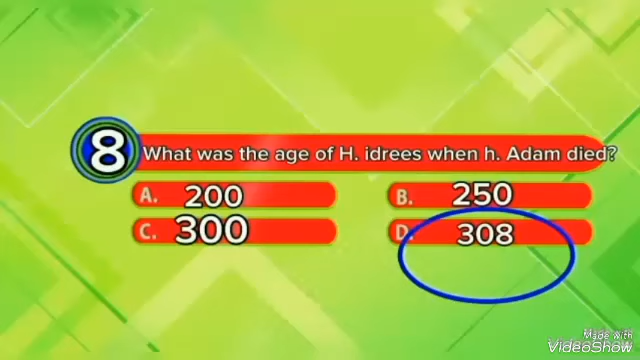 8 What was the age of H. idrees when h. Adam died?
A. 200
B. 250
C. 300
D. 308
Made with
VideoShow